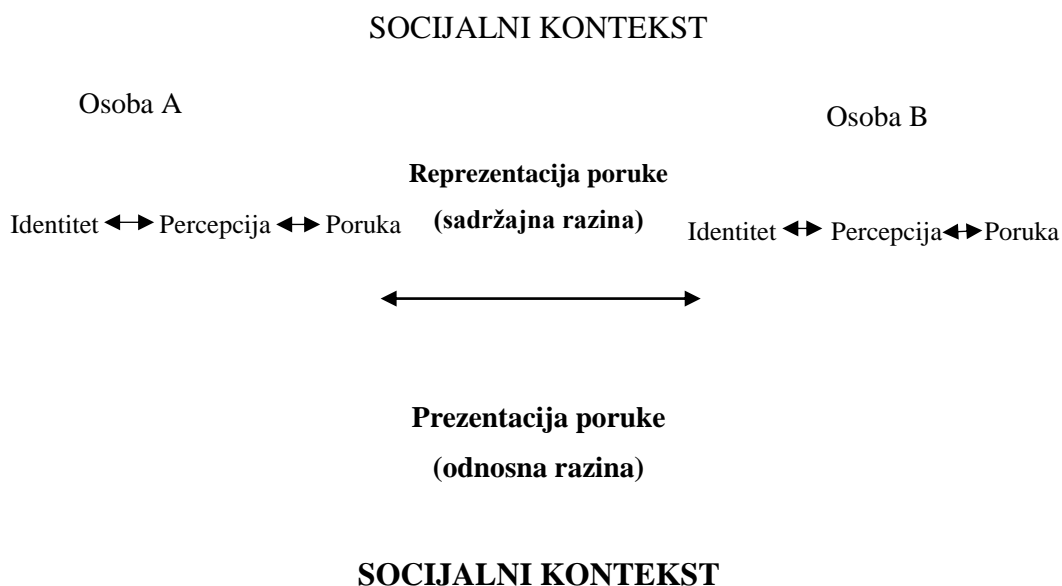 SOCIJALNI KONTEKST
Osoba A
Osoba B
Reprezentacija poruke
(sadržajna razina)
Identitet Percepcija Poruka
Identitet Percepcija Poruka
Prezentacija poruke
(odnosna razina)
SOCIJALNI KONTEKST